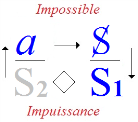 Impossible
a → $
S2 ◇ S1
Impuissance